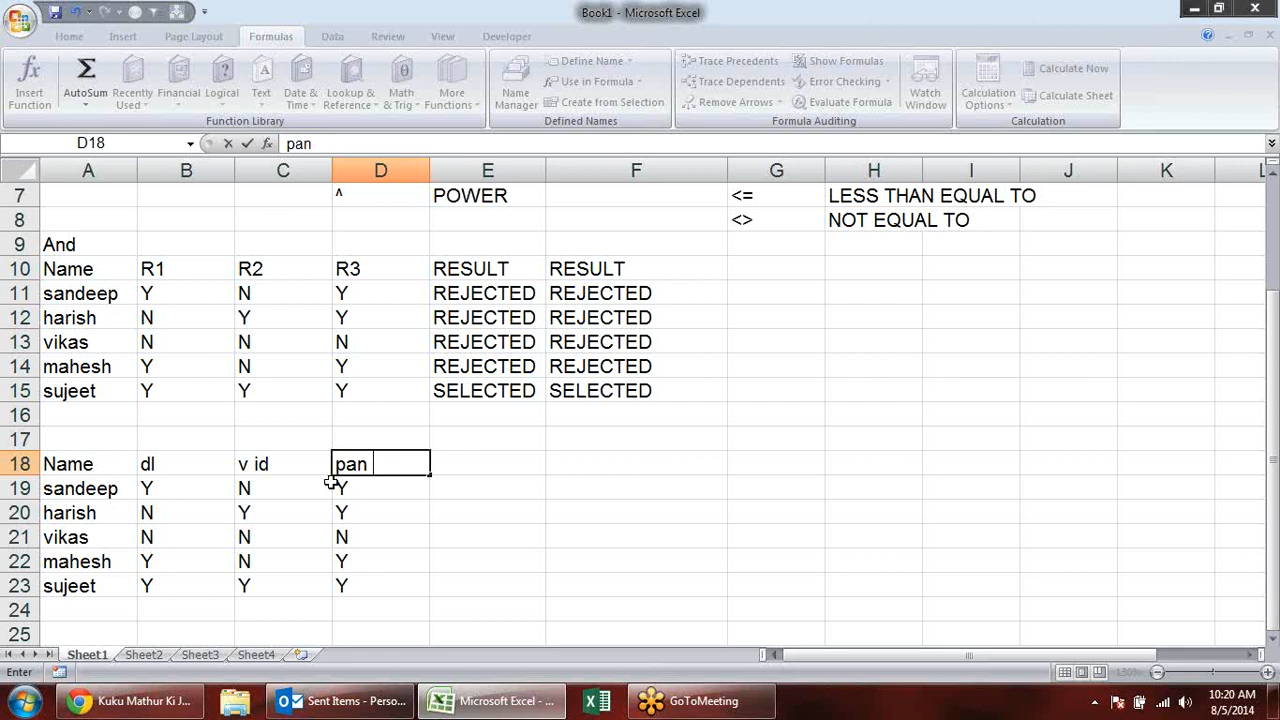 Book1 - Microsoft Excel
Home Insert Page Layout Formulas Data Review View Developer
fx Σ θ
Insert Function
AutoSum
Recently Used
Financial
Logical
Text
Date & Time
Lookup & Reference
Math & Trig
More Functions
Function Library
Name Manager
Define Name
Use in Formula
Create from Selection
Defined Names
Trace Precedents
Trace Dependents
Remove Arrows
Show Formulas
Error Checking
Evaluate Formula
Watch Window
Formula Auditing
Calculation Options
Calculate Now
Calculate Sheet
Calculation
D18 fx pan
A B C D E F G H I J K L
7 ^ POWER <= LESS THAN EQUAL TO
8 <> NOT EQUAL TO
9 And
10 Name R1 R2 R3 RESULT RESULT
11 sandeep Y N Y REJECTED REJECTED
12 harish N Y Y REJECTED REJECTED
13 vikas N N N REJECTED REJECTED
14 mahesh Y N Y REJECTED REJECTED
15 sujeet Y Y Y SELECTED SELECTED
16
17
18 Name dl v id pan
19 sandeep Y N Y
20 harish N Y Y
21 vikas N N N
22 mahesh Y N Y
23 sujeet Y Y Y
24
25
Sheet1 Sheet2 Sheet3 Sheet4
Enter 130%
Kuku Mathur Ki J... Sent Items - Perso... Microsoft Excel - ... GoToMeeting
10:20 AM
8/5/2014